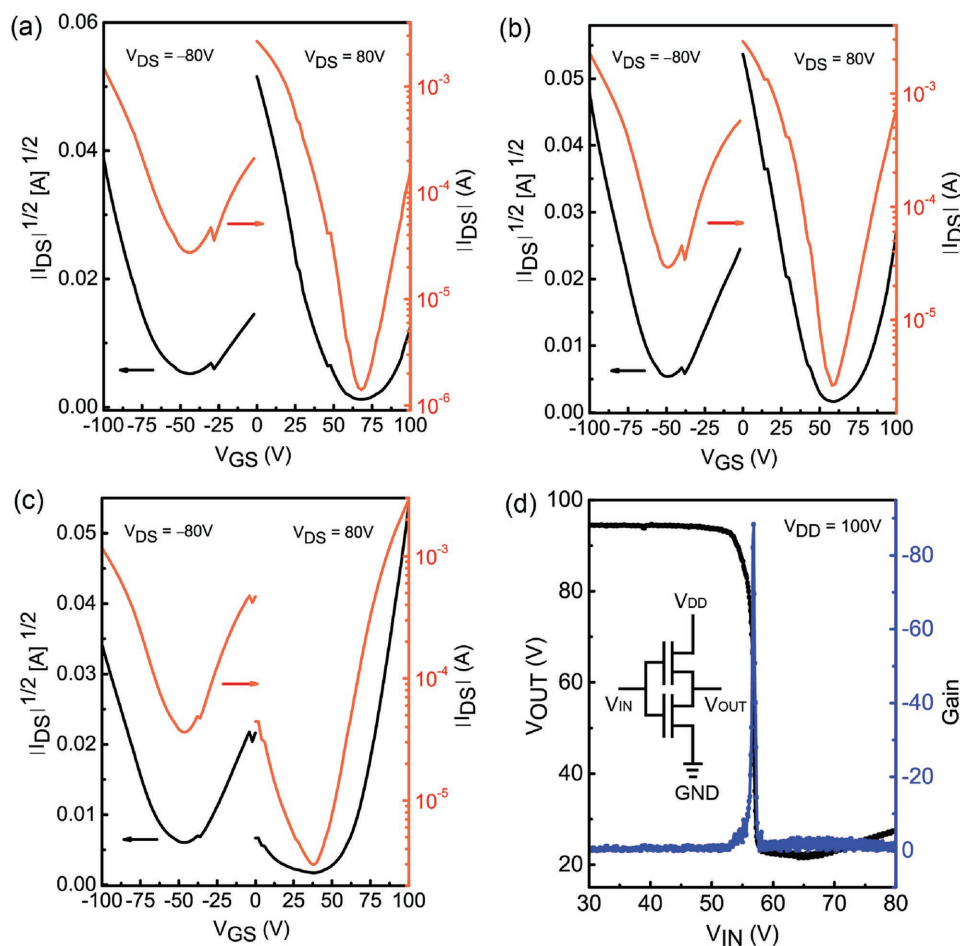 (a)
V_DS = –80V
V_DS = 80V
|I_DS|^1/2 [A]^1/2
0.06
0.04
0.02
0.00
10^-3
10^-4
10^-5
10^-6
|I_DS| (A)
-100 -75 -50 -25 0 25 50 75 100
V_GS (V)
(b)
V_DS = –80V
V_DS = 80V
|I_DS|^1/2 [A]^1/2
0.05
0.04
0.03
0.02
0.01
0.00
10^-3
10^-4
10^-5
|I_DS| (A)
-100 -75 -50 -25 0 25 50 75 100
V_GS (V)
(c)
V_DS = –80V
V_DS = 80V
|I_DS|^1/2 [A]^1/2
0.05
0.04
0.03
0.02
0.01
0.00
10^-3
10^-4
10^-5
|I_DS| (A)
-100 -75 -50 -25 0 25 50 75 100
V_GS (V)
(d)
V_DD = 100V
V_OUT (V)
100
80
60
40
20
V_DD
V_IN
V_OUT
GND
-80
-60
-40
-20
0
Gain
30 40 50 60 70 80
V_IN (V)